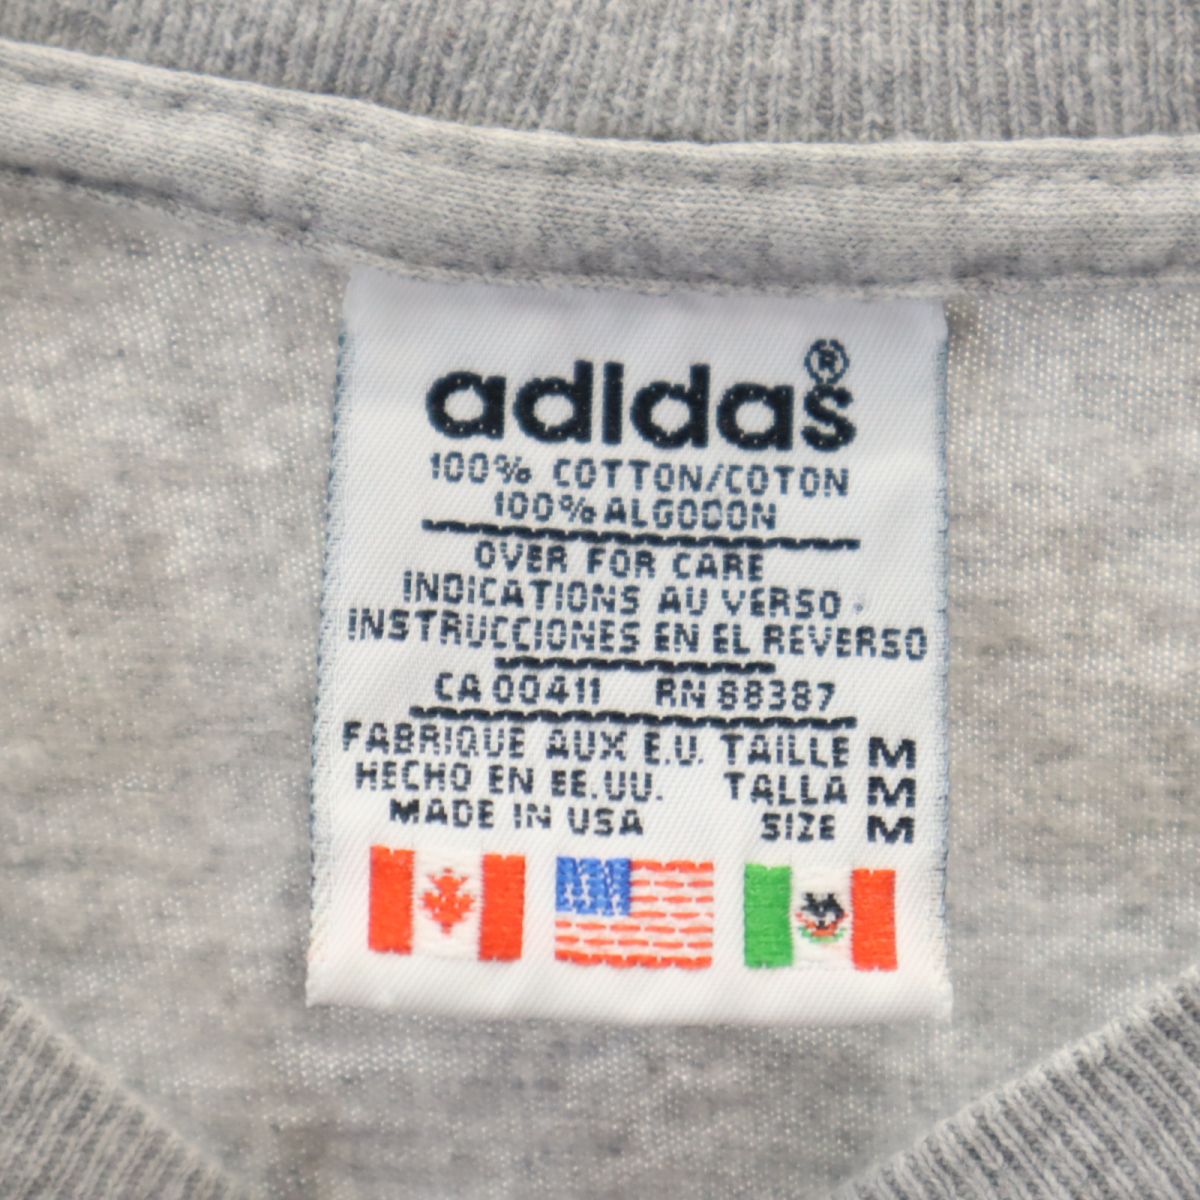 adidas®
100% COTTON/COTON
100% ALGODON
OVER FOR CARE
INDICATIONS AU VERSO
INSTRUCCIONES EN EL REVERSO
CA 00411 RN 88387
FABRIQUE AUX E.U. TAILLE M
HECHO EN EE.UU. TALLA M
MADE IN USA SIZE M